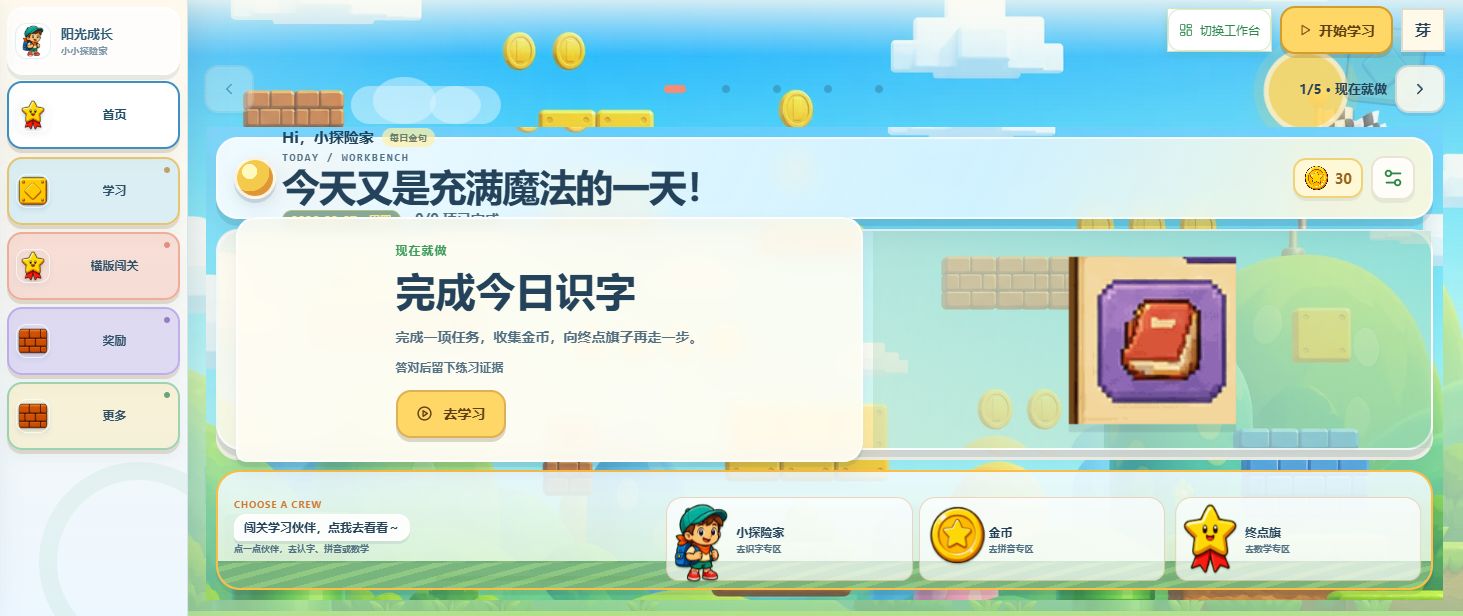 阳光成长
小小探险家
首页
学习
横版闯关
奖励
更多
切换工作台
开始学习
芽
1/5 • 现在就做
Hi，小探险家
每日金句
TODAY / WORKBENCH
今天又是充满魔法的一天！
30
现在就做
完成今日识字
完成一项任务，收集金币，向终点旗子再走一步。
答对后留下练习证据
去学习
CHOOSE A CREW
闯关学习伙伴，点我去看看～
点一点伙伴，去认字、拼音或数学
小探险家
去识字专区
金币
去拼音专区
终点旗
去数学专区